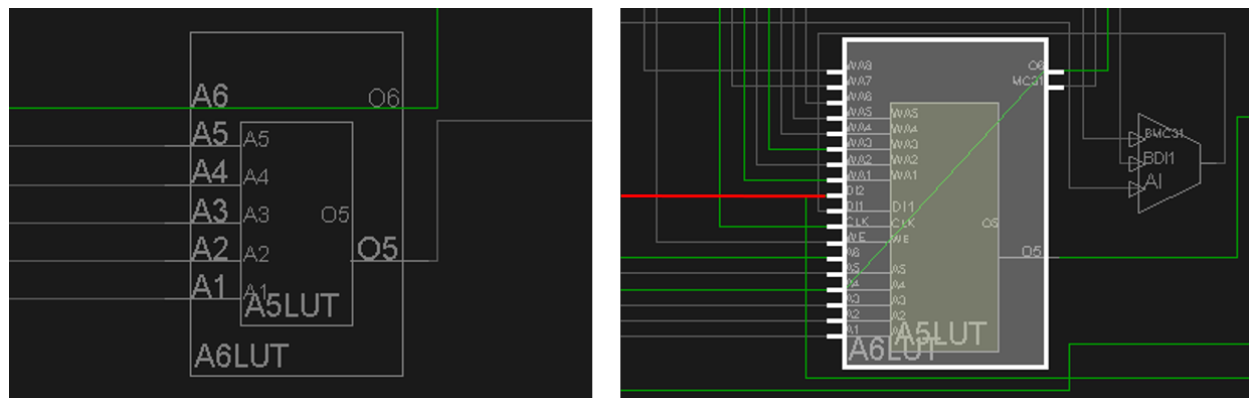 A6 O6
A5 A5
A4 A4
A3 A3 O5
A2 A2 O5
A1 A1
A5LUT
A6LUT
WA8 O6
WA7 MC31
WA6
WA5 WA5
WA4 WA4
WA3 WA3
WA2 WA2
WA1 WA1
DI2
DI1 DI1
CLK CLK O5
WE WE
A6 O5
A5 A5
A4 A4
A3 A3
A2 A2
A1
A5LUT
A6LUT
BMC31
BDI1
AI